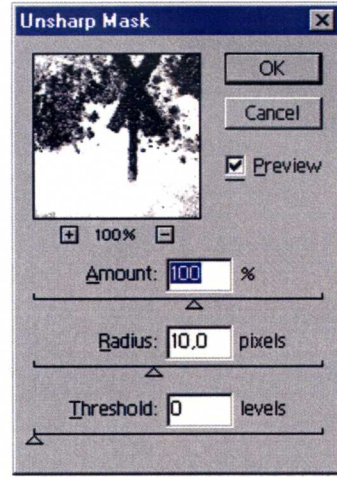 Unsharp Mask
OK
Cancel
Preview
+ 100% -
Amount: 100 %
Radius: 10,0 pixels
Threshold: 0 levels